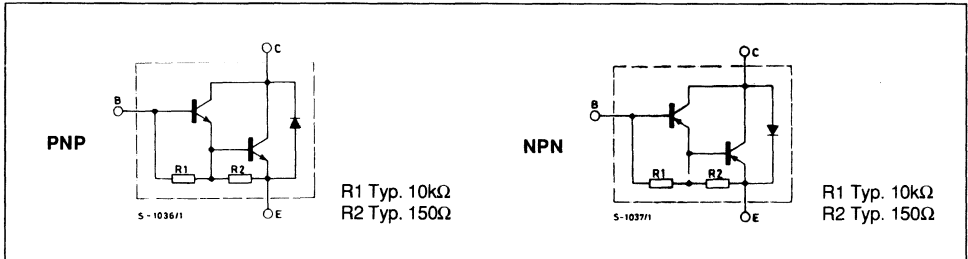 C
B
PNP
R1
R2
R1 Typ. 10kΩ
R2 Typ. 150Ω
S-1036/1
E
C
B
NPN
R1
R2
R1 Typ. 10kΩ
R2 Typ. 150Ω
S-1037/1
E